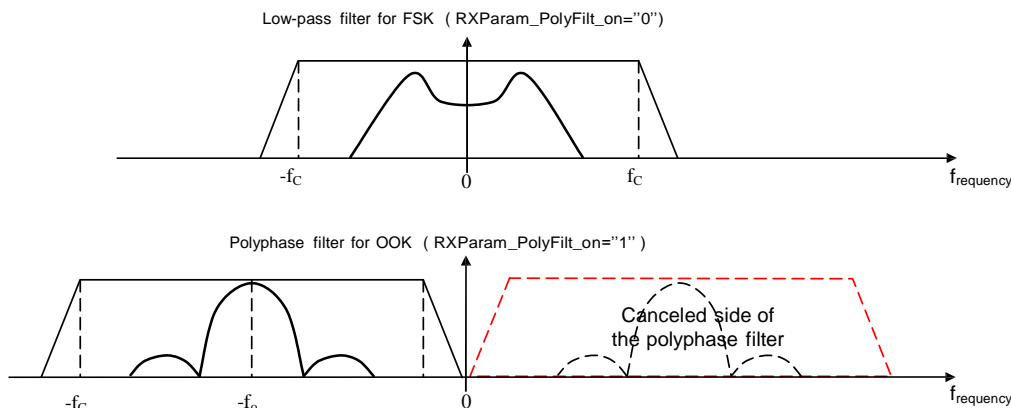 Low-pass filter for FSK ( RXParam_PolyFilt_on=''0'')
-fC
0
fC
frequency
Polyphase filter for OOK ( RXParam_PolyFilt_on=''1'' )
Canceled side of
the polyphase filter
-fC
-fo
0
frequency